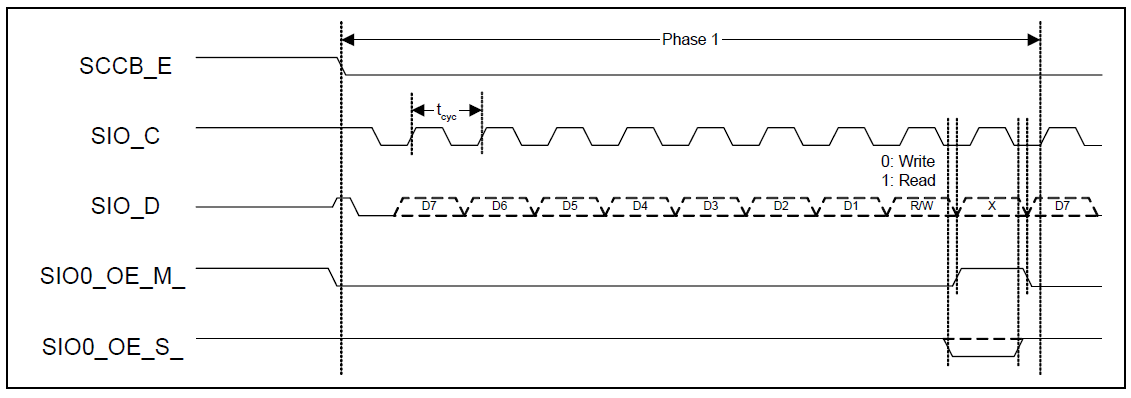 Phase 1
SCCB_E
tcyc
SIO_C
0: Write
1: Read
SIO_D
D7 D6 D5 D4 D3 D2 D1 R/W X D7
SIO0_OE_M_
SIO0_OE_S_